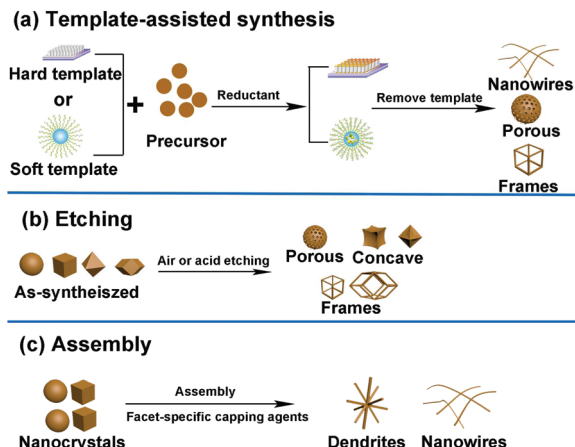 (a) Template-assisted synthesis
Hard template
or
Soft template
+
Precursor
Reductant
Remove template
Nanowires
Porous
Frames
(b) Etching
As-syntheiszed
Air or acid etching
Porous Concave
Frames
(c) Assembly
Nanocrystals
Assembly
Facet-specific capping agents
Dendrites Nanowires